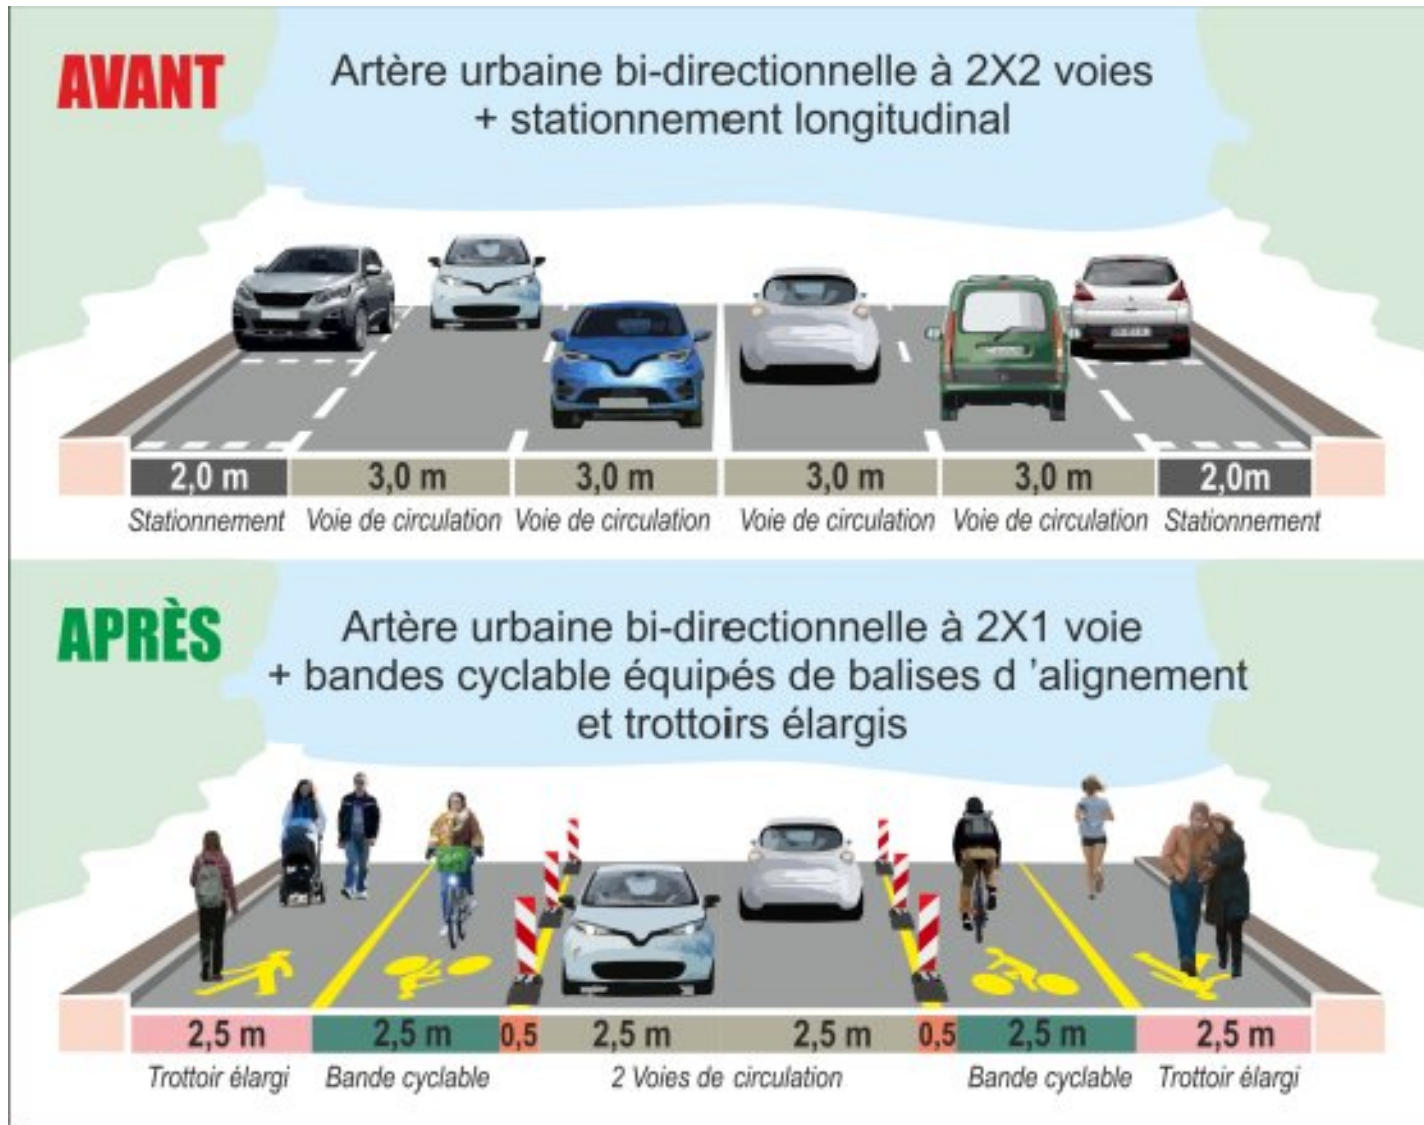 AVANT
Artère urbaine bi-directionnelle à 2X2 voies
+ stationnement longitudinal
2,0 m 3,0 m 3,0 m 3,0 m 3,0 m 2,0m
Stationnement Voie de circulation Voie de circulation Voie de circulation Voie de circulation Stationnement
APRÈS
Artère urbaine bi-directionnelle à 2X1 voie
+ bandes cyclable équipés de balises d 'alignement
et trottoirs élargis
2,5 m 2,5 m 0,5 2,5 m 2,5 m 0,5 2,5 m 2,5 m
Trottoir élargi Bande cyclable 2 Voies de circulation Bande cyclable Trottoir élargi